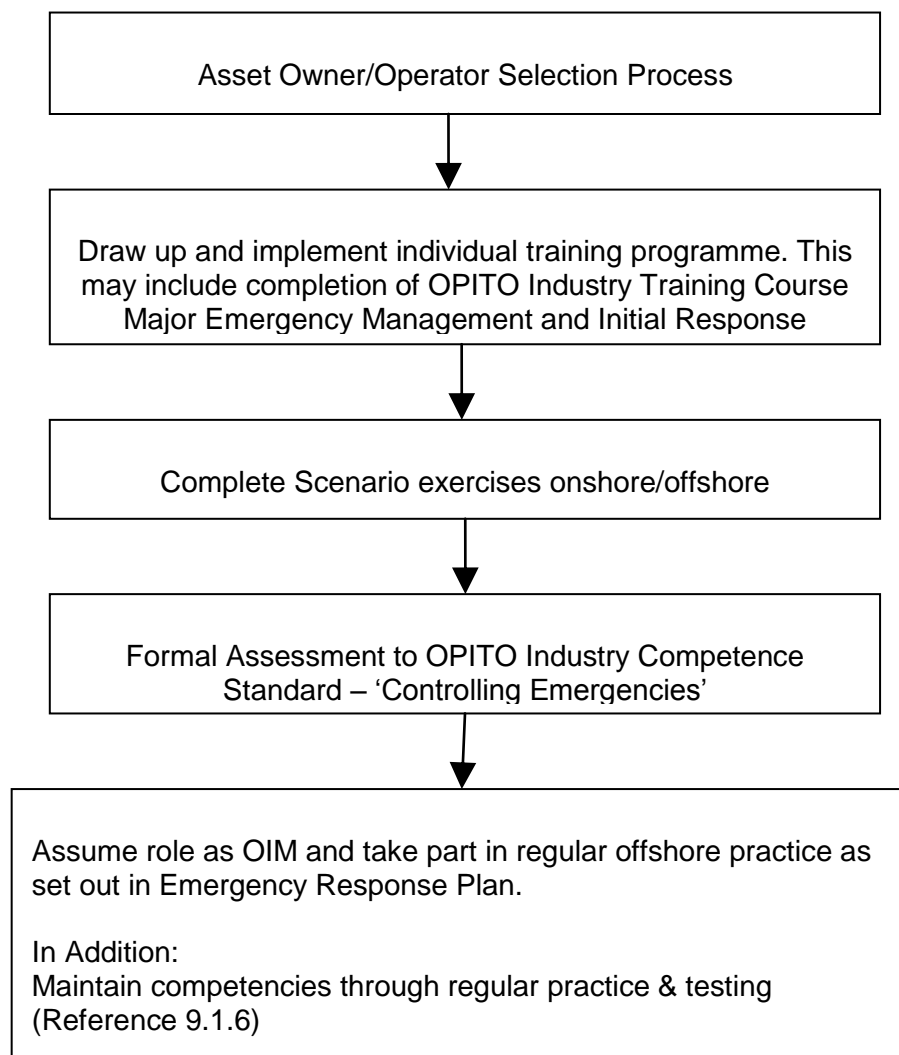 Asset Owner/Operator Selection Process
Draw up and implement individual training programme. This
may include completion of OPITO Industry Training Course
Major Emergency Management and Initial Response
Complete Scenario exercises onshore/offshore
Formal Assessment to OPITO Industry Competence
Standard – ‘Controlling Emergencies’
Assume role as OIM and take part in regular offshore practice as
set out in Emergency Response Plan.
In Addition:
Maintain competencies through regular practice & testing
(Reference 9.1.6)